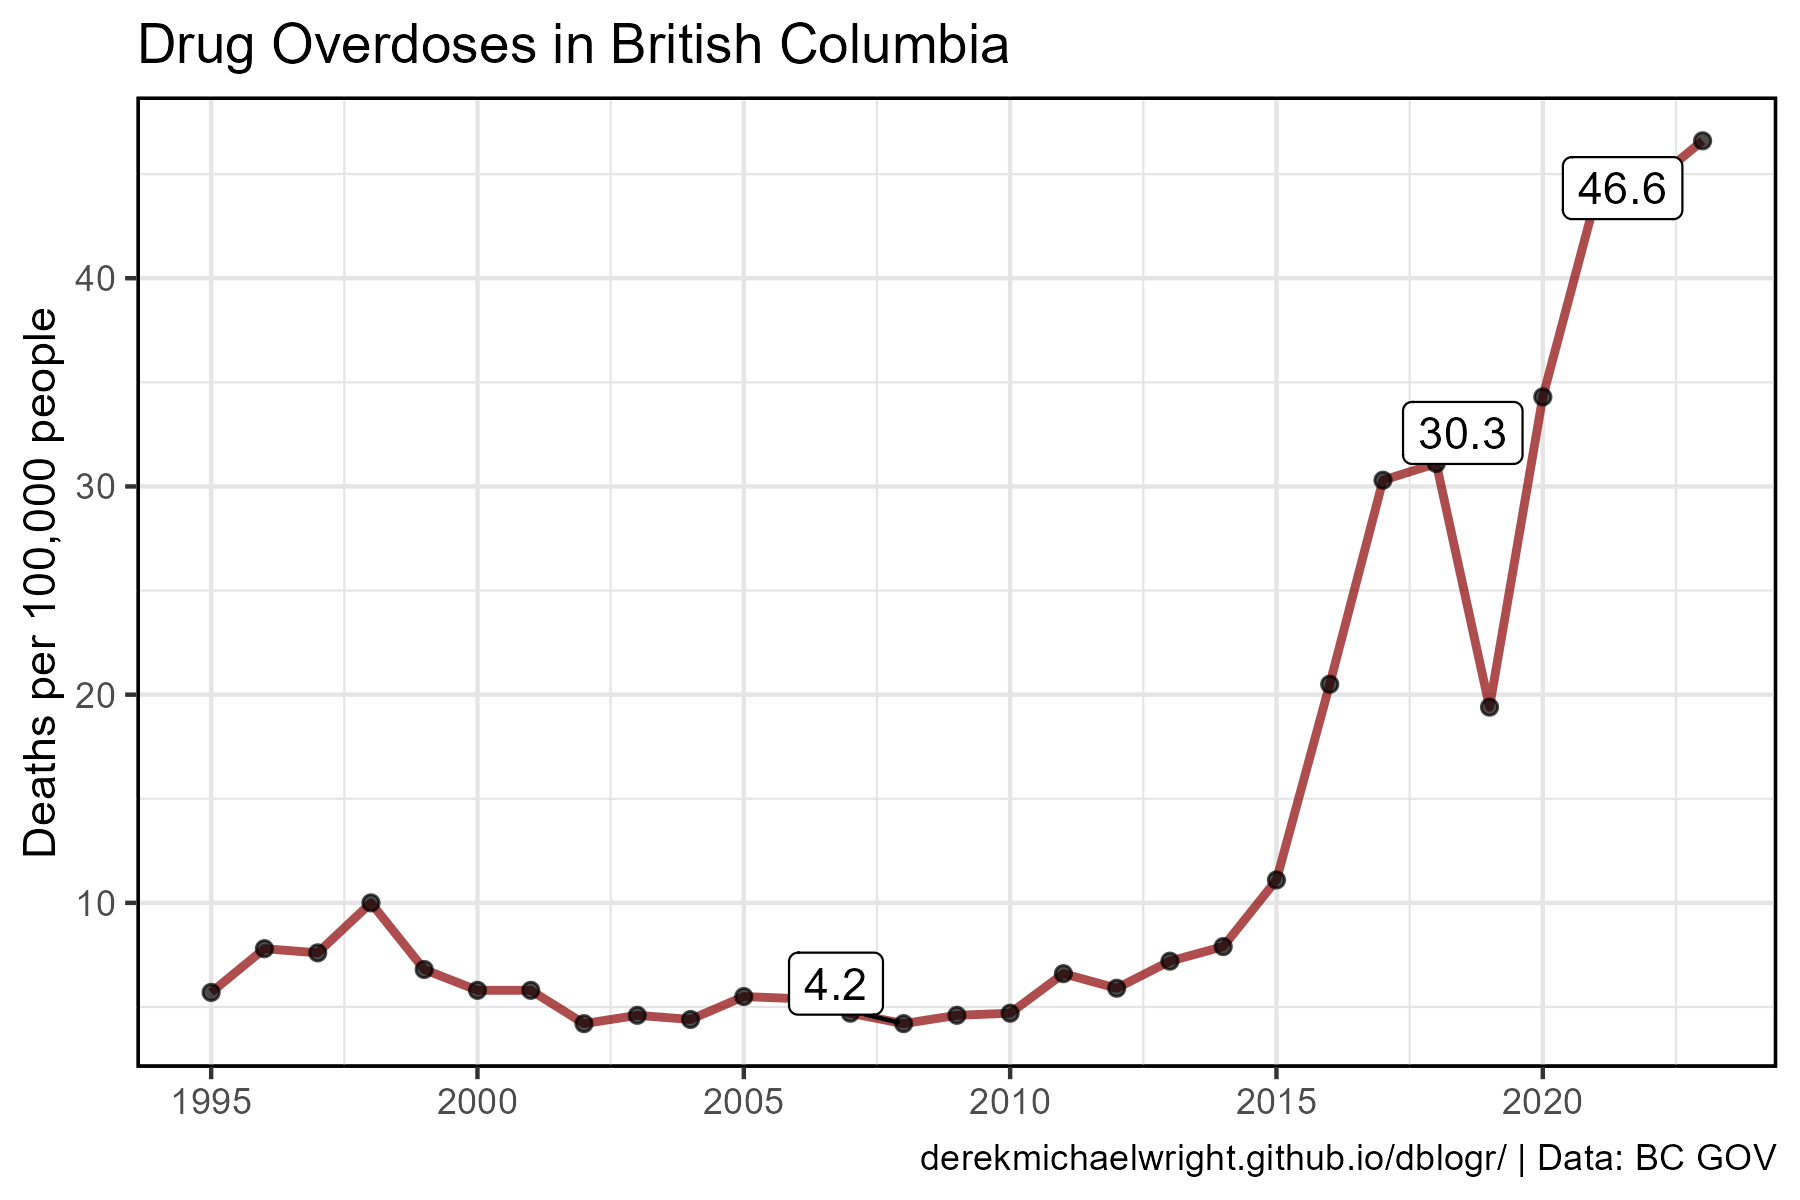 Drug Overdoses in British Columbia
Deaths per 100,000 people
40
30
20
10
46.6
30.3
4.2
1995 2000 2005 2010 2015 2020
derekmichaelwright.github.io/dblogr/ | Data: BC GOV